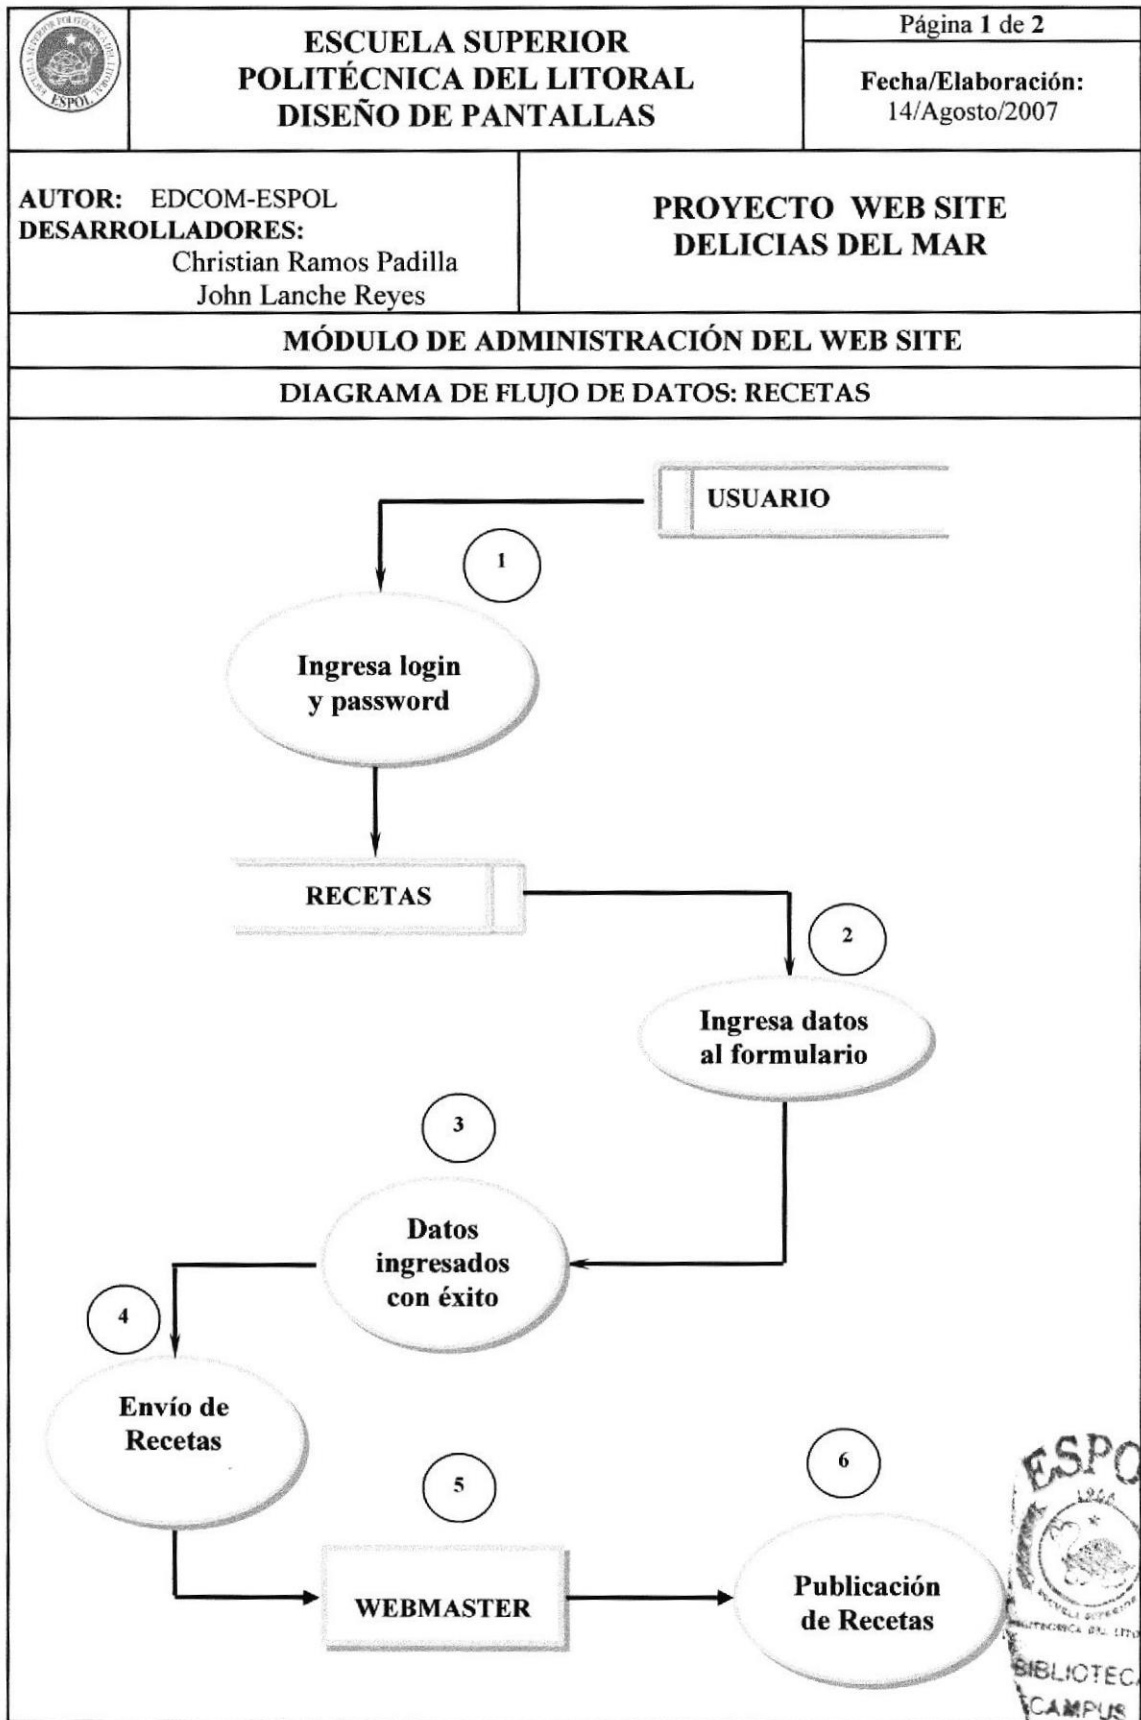 ESPOL
ESCUELA SUPERIOR
POLITÉCNICA DEL LITORAL
DISEÑO DE PANTALLAS
Página 1 de 2
Fecha/Elaboración:
14/Agosto/2007
AUTOR: EDCOM-ESPOL
DESARROLLADORES:
Christian Ramos Padilla
John Lanche Reyes
PROYECTO WEB SITE
DELICIAS DEL MAR
MÓDULO DE ADMINISTRACIÓN DEL WEB SITE
DIAGRAMA DE FLUJO DE DATOS: RECETAS
USUARIO
1
Ingresa login
y password
RECETAS
2
Ingresa datos
al formulario
3
Datos
ingresados
con éxito
4
Envío de
Recetas
5
WEBMASTER
6
Publicación
de Recetas
ESPO
BIBLIOTECA
CAMPUS